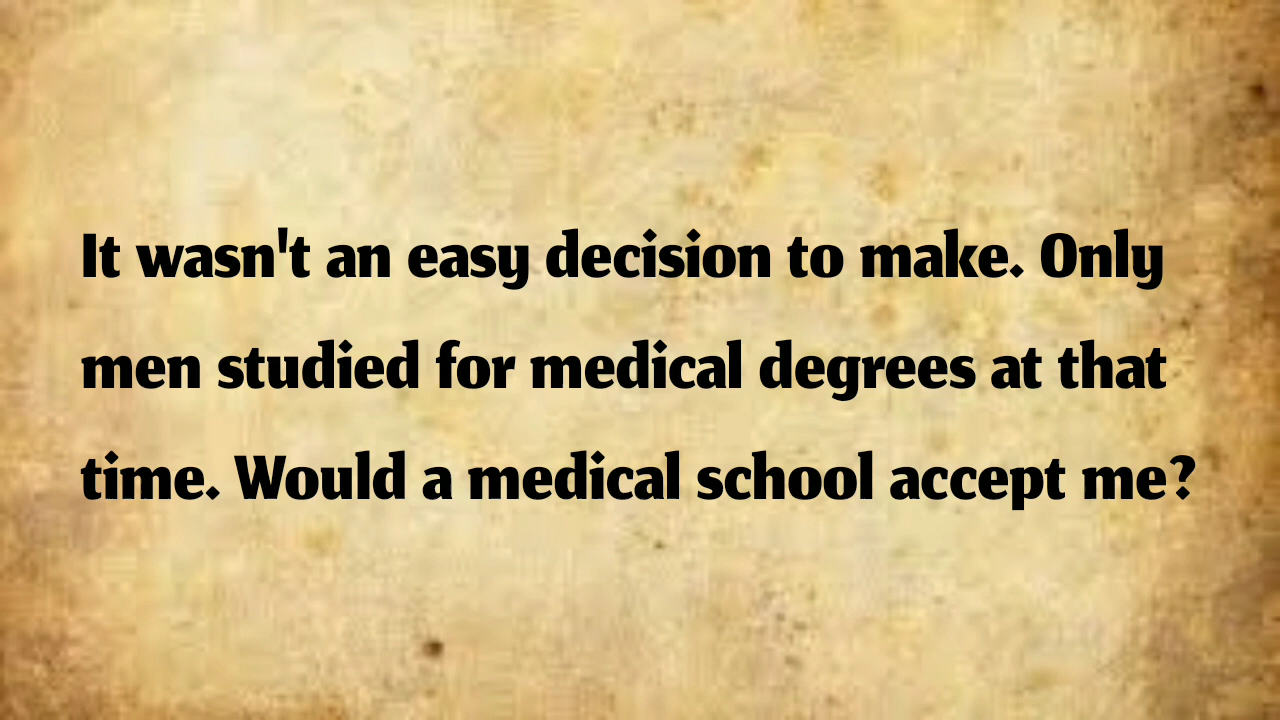 It wasn't an easy decision to make. Only
men studied for medical degrees at that
time. Would a medical school accept me?